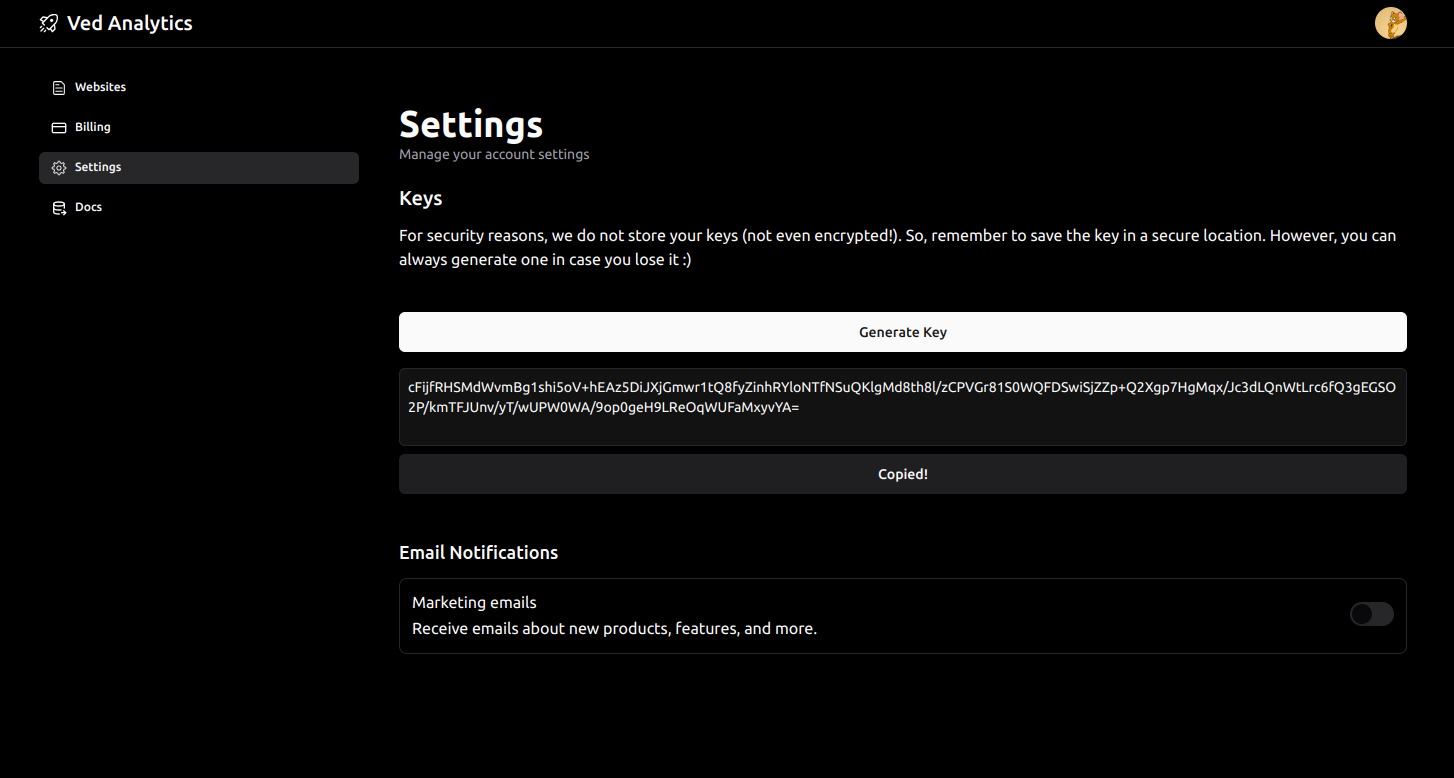 Ved Analytics
Websites
Billing
Settings
Docs
Settings
Manage your account settings
Keys
For security reasons, we do not store your keys (not even encrypted!). So, remember to save the key in a secure location. However, you can
always generate one in case you lose it :)
Generate Key
cFijfRHSMdWvmBg1shi5oV+hEAz5DiJXjGmwr1tQ8fyZinhRYloNTfNSuQKlgMd8th8l/zCPVGr81S0WQFDSwiSjZZp+Q2Xgp7HgMqx/Jc3dLQnWtLrc6fQ3gEGSO
2P/kmTFJUnv/yT/wUPW0WA/9op0geH9LReOqWUFaMxyvYA=
Copied!
Email Notifications
Marketing emails
Receive emails about new products, features, and more.